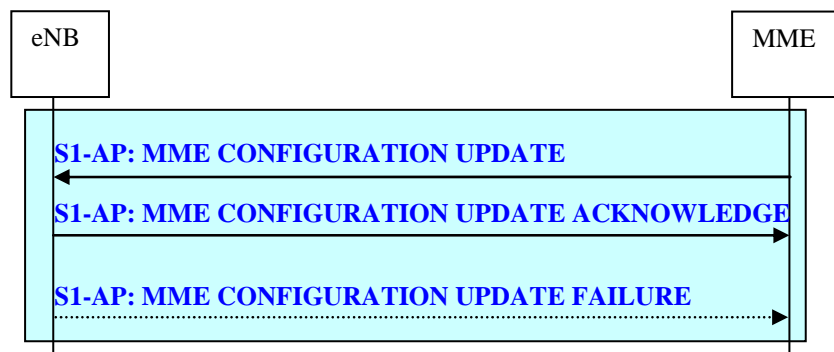 eNB
MME
S1-AP: MME CONFIGURATION UPDATE
S1-AP: MME CONFIGURATION UPDATE ACKNOWLEDGE
S1-AP: MME CONFIGURATION UPDATE FAILURE